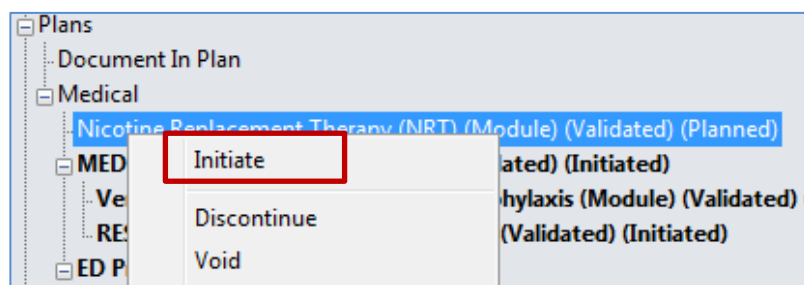 Plans
Document In Plan
Medical
Nicotine Replacement Therapy (NRT) (Module) (Validated) (Planned)
Initiate
(Initiated)
(Module) (Validated)
Discontinue
(Validated) (Initiated)
Void
ED